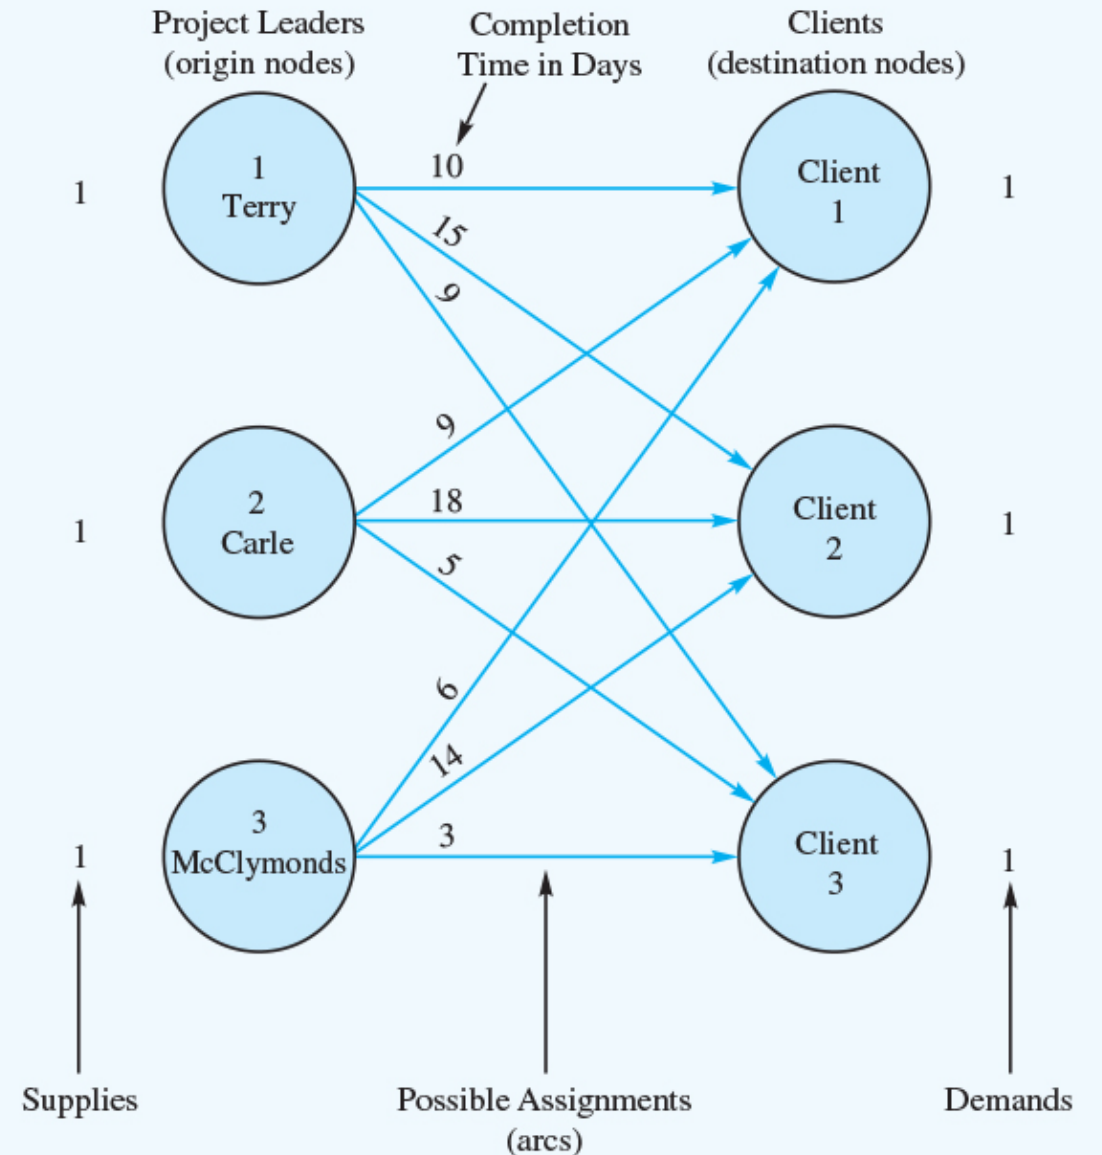 Project Leaders
(origin nodes)
Completion
Time in Days
Clients
(destination nodes)
1
1
Terry
10
15
9
Client
1
1
1
2
Carle
9
18
5
Client
2
1
1
3
McClymonds
6
14
3
Client
3
1
Supplies
Possible Assignments
(arcs)
Demands